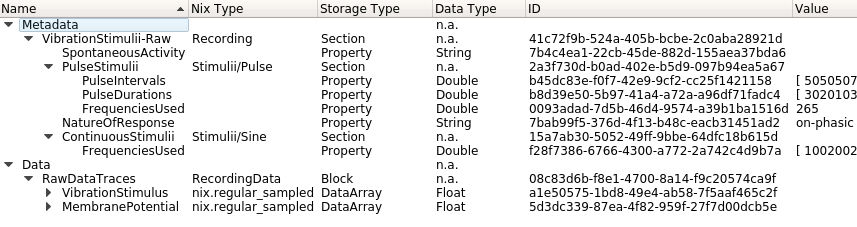 Name Nix Type Storage Type Data Type ID Value
Metadata n.a.
VibrationStimulii-Raw Recording Section n.a. 41c72f9b-524a-405b-bcbe-2c0aba28921d
SpontaneousActivity Property String 7b4c4ea1-22cb-45de-882d-155aea37bda6
PulseStimulii Stimulii/Pulse Section n.a. 2a3f730d-b0ad-402e-b5d9-097b94ea5a67
PulseIntervals Property Double b45dc83e-f0f7-42e9-9cf2-cc25f1421158 [ 5050507
PulseDurations Property Double b8d39e50-5b97-41a4-a72a-a96df71fadc4 [ 3020103
FrequenciesUsed Property Double 0093adad-7d5b-46d4-9574-a39b1ba1516d 265
NatureOfResponse Property String 7bab99f5-376d-4f13-b48c-eacb31451ad2 on-phasic
ContinuousStimulii Stimulii/Sine Section n.a. 15a7ab30-5052-49ff-9bbe-64dfc18b615d
FrequenciesUsed Property Double f28f7386-6766-4300-a772-2a742c4d9b7a [ 1002002
Data n.a.
RawDataTraces RecordingData Block n.a. 08c83d6b-f8e1-4700-8a14-f9c20574ca9f
VibrationStimulus nix.regular_sampled DataArray Float a1e50575-1bd8-49e4-ab58-7f5aaf465c2f
MembranePotential nix.regular_sampled DataArray Float 5d3dc339-87ea-4f82-959f-27f7d00dcb5e